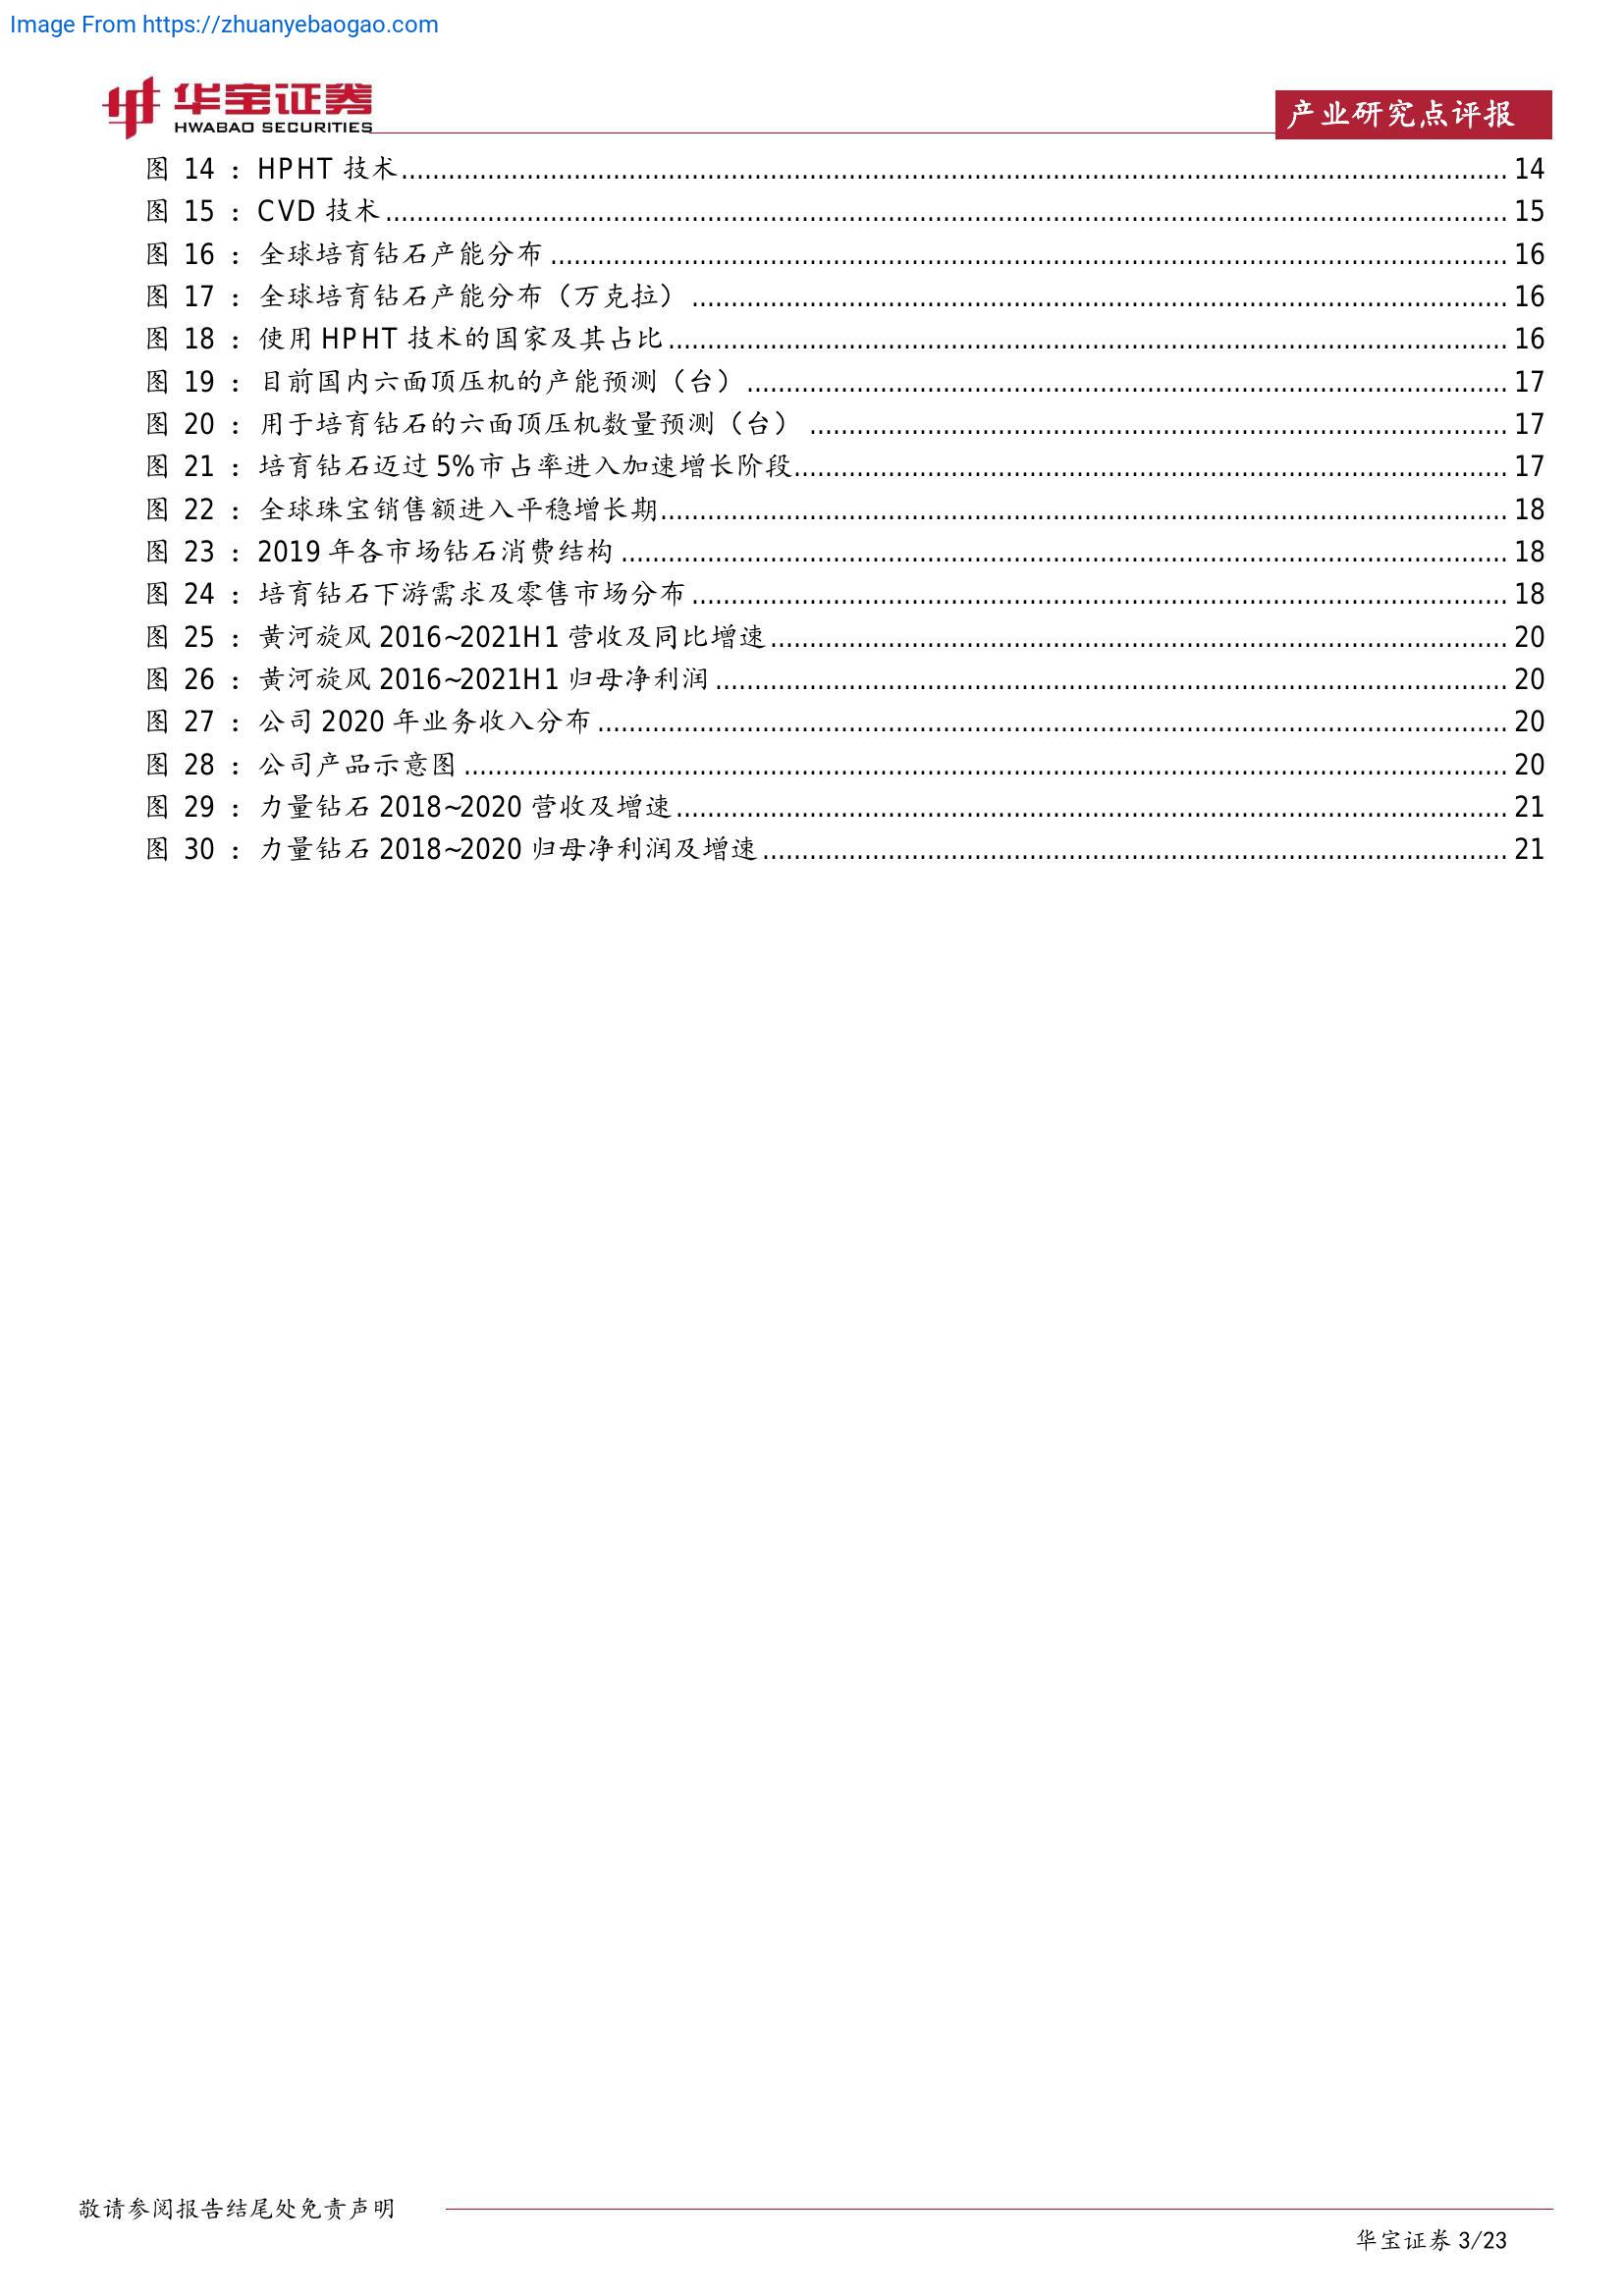 Image From https://zhuanyebaogao.com
华宝证券
HWABAO SECURITIES
产业研究点评报
图 14 : HPHT 技术 14
图 15 : CVD 技术 15
图 16 : 全球培育钻石产能分布 16
图 17 : 全球培育钻石产能分布（万克拉） 16
图 18 : 使用 HPHT 技术的国家及其占比 16
图 19 : 目前国内六面顶压机的产能预测（台） 17
图 20 : 用于培育钻石的六面顶压机数量预测（台） 17
图 21 : 培育钻石迈过 5%市占率进入加速增长阶段 17
图 22 : 全球珠宝销售额进入平稳增长期 18
图 23 : 2019 年各市场钻石消费结构 18
图 24 : 培育钻石下游需求及零售市场分布 18
图 25 : 黄河旋风 2016~2021H1 营收及同比增速 20
图 26 : 黄河旋风 2016~2021H1 归母净利润 20
图 27 : 公司 2020 年业务收入分布 20
图 28 : 公司产品示意图 20
图 29 : 力量钻石 2018~2020 营收及增速 21
图 30 : 力量钻石 2018~2020 归母净利润及增速 21
敬请参阅报告结尾处免责声明
华宝证券 3/23